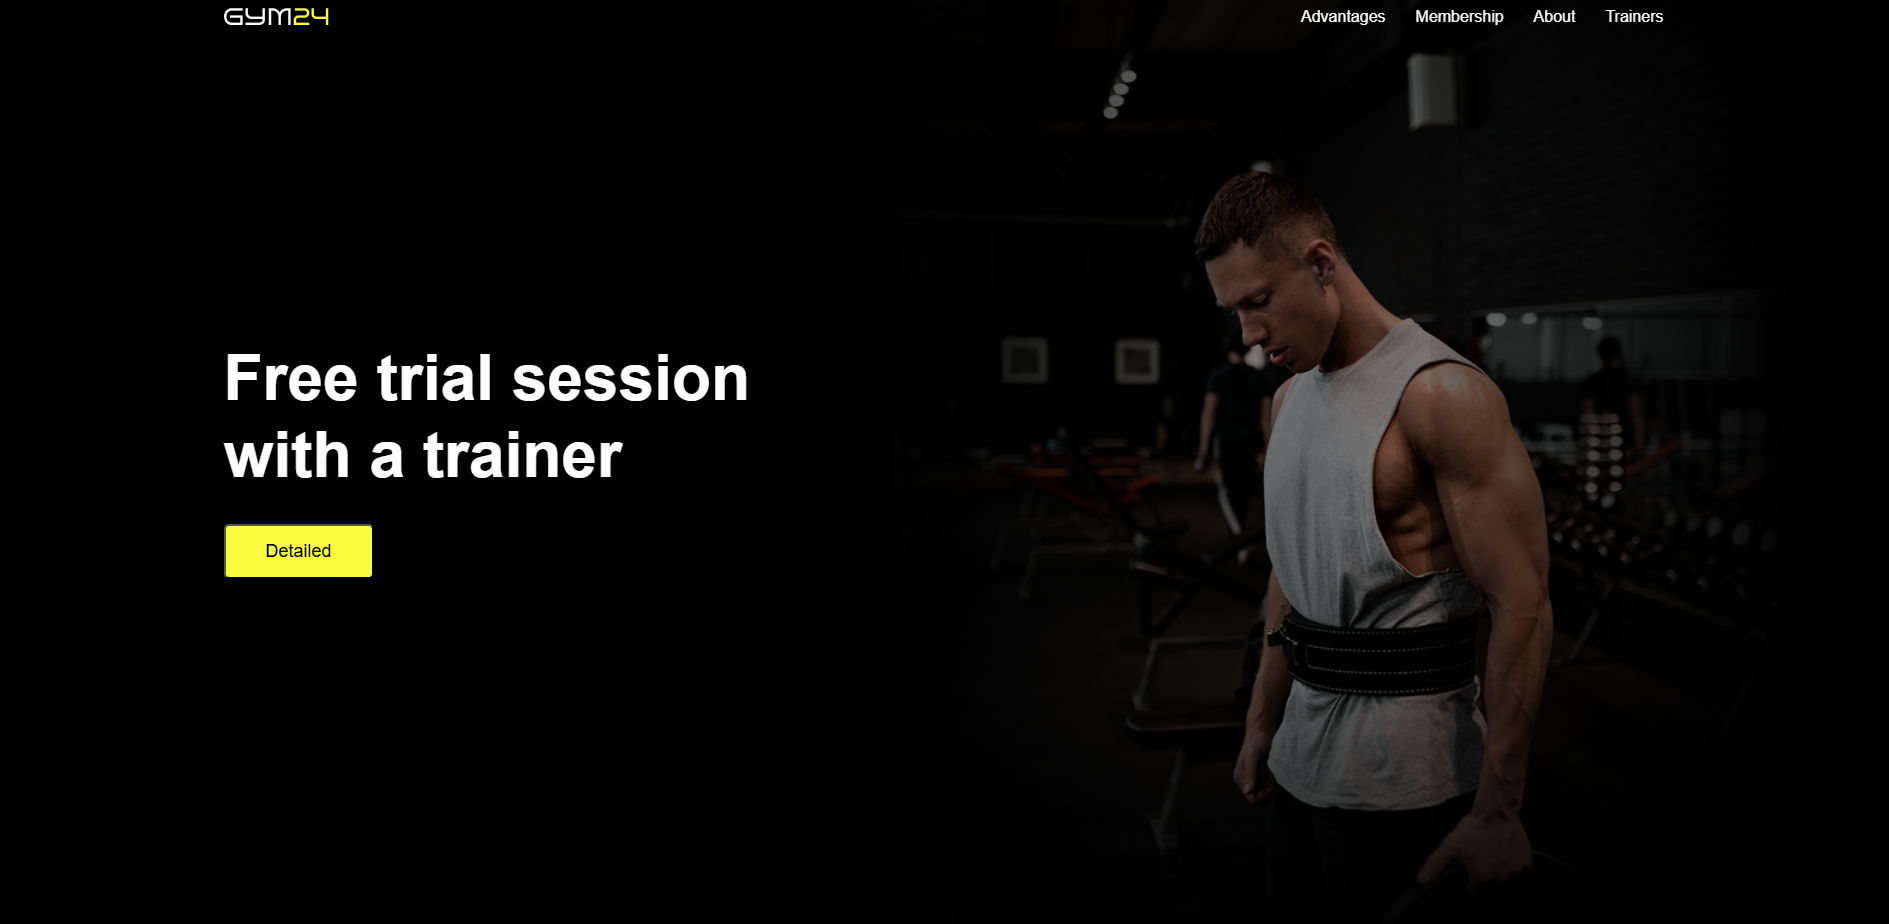 GYM24
Advantages Membership About Trainers
Free trial session
with a trainer
Detailed